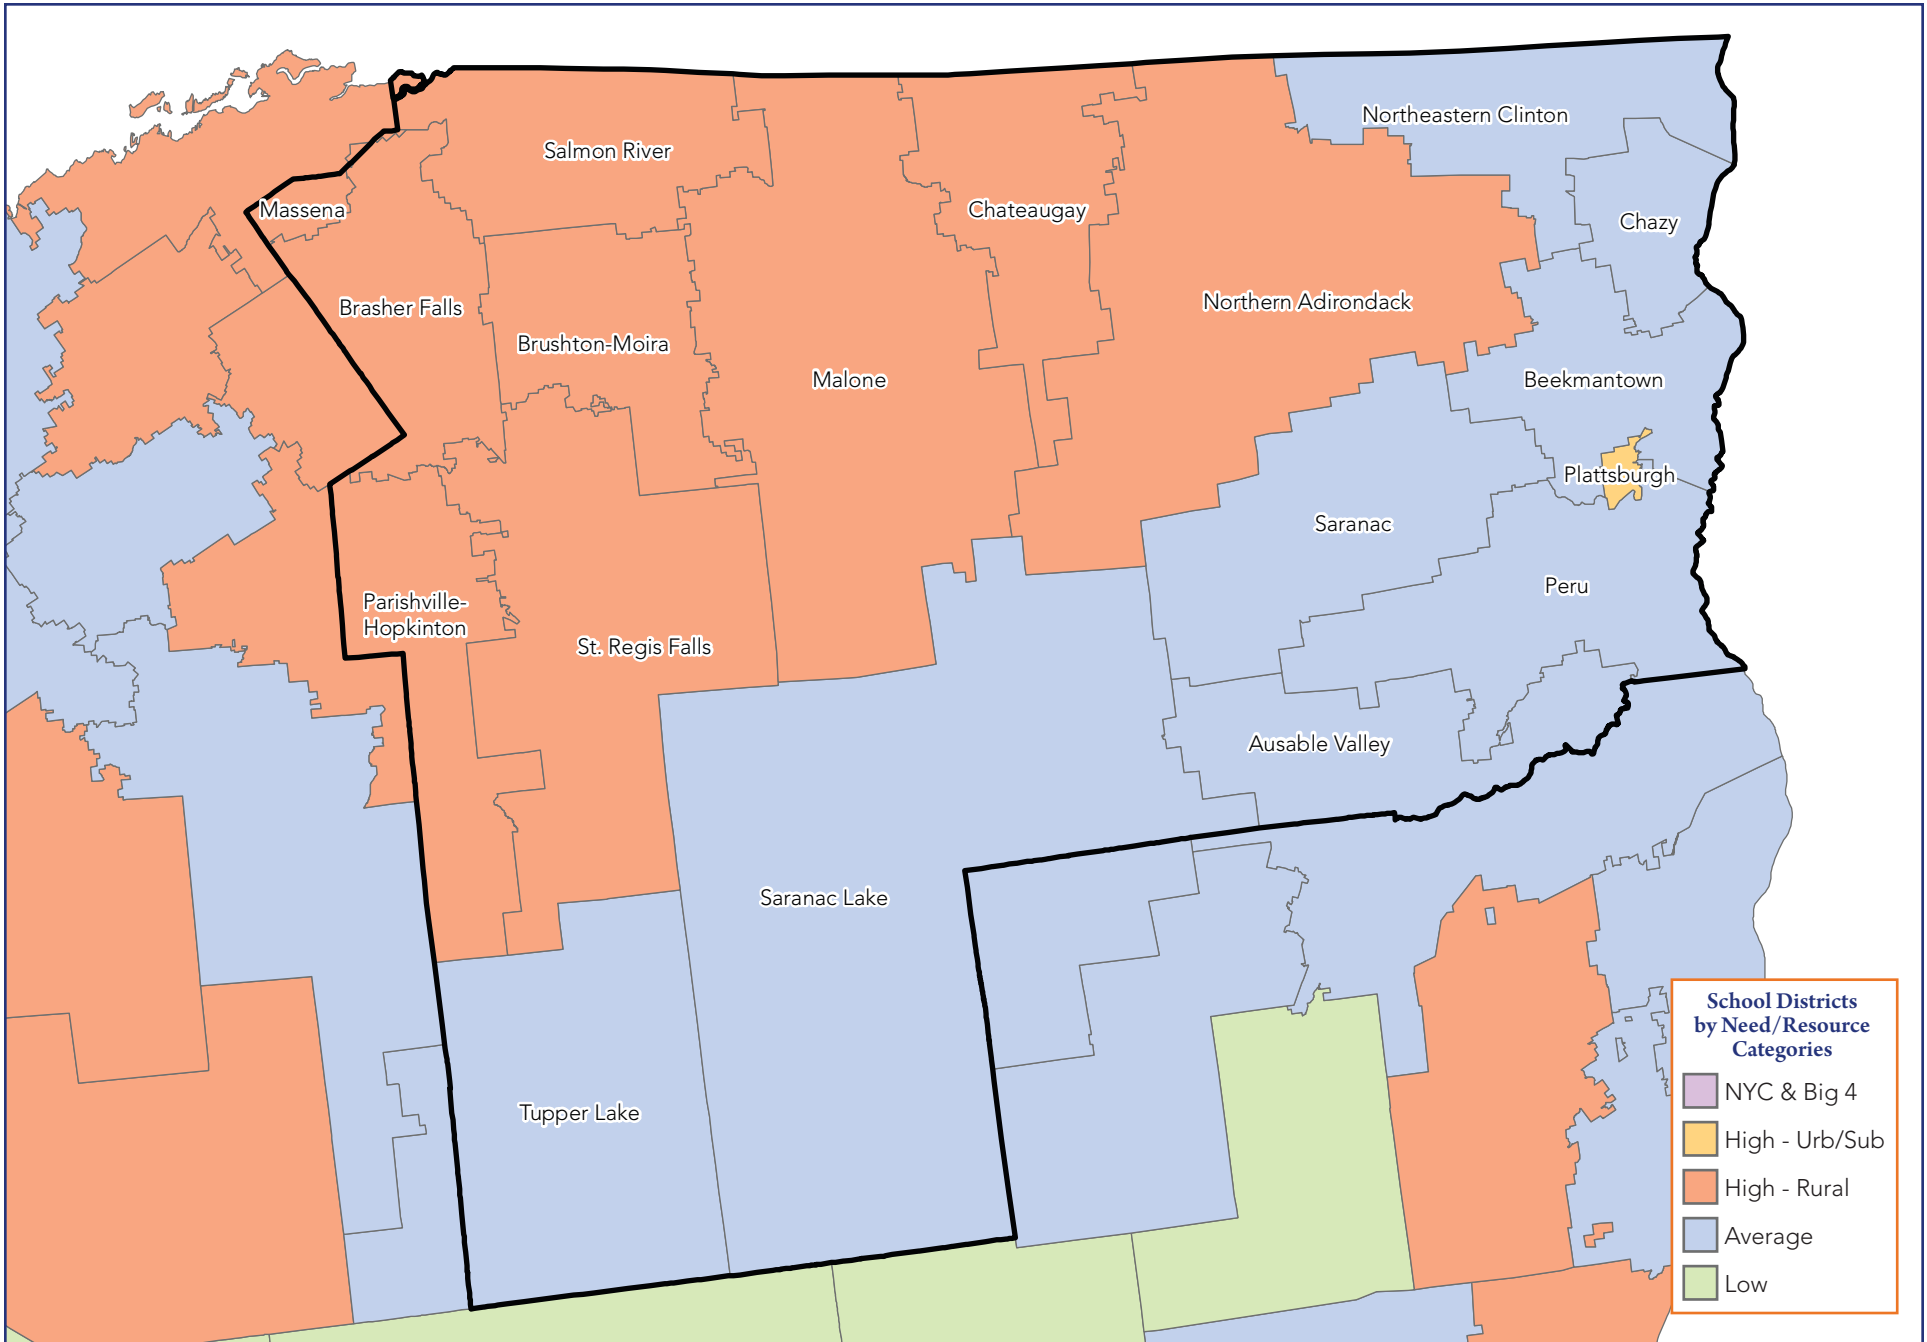 Northeastern Clinton
Salmon River
Massena
Chateaugay
Chazy
Brasher Falls
Northern Adirondack
Brushton-Moira
Malone
Beekmantown
Plattsburgh
Saranac
Peru
Parishville-
Hopkinton
St. Regis Falls
Ausable Valley
Saranac Lake
Tupper Lake
School Districts
by Need/Resource
Categories
NYC & Big 4
High - Urb/Sub
High - Rural
Average
Low